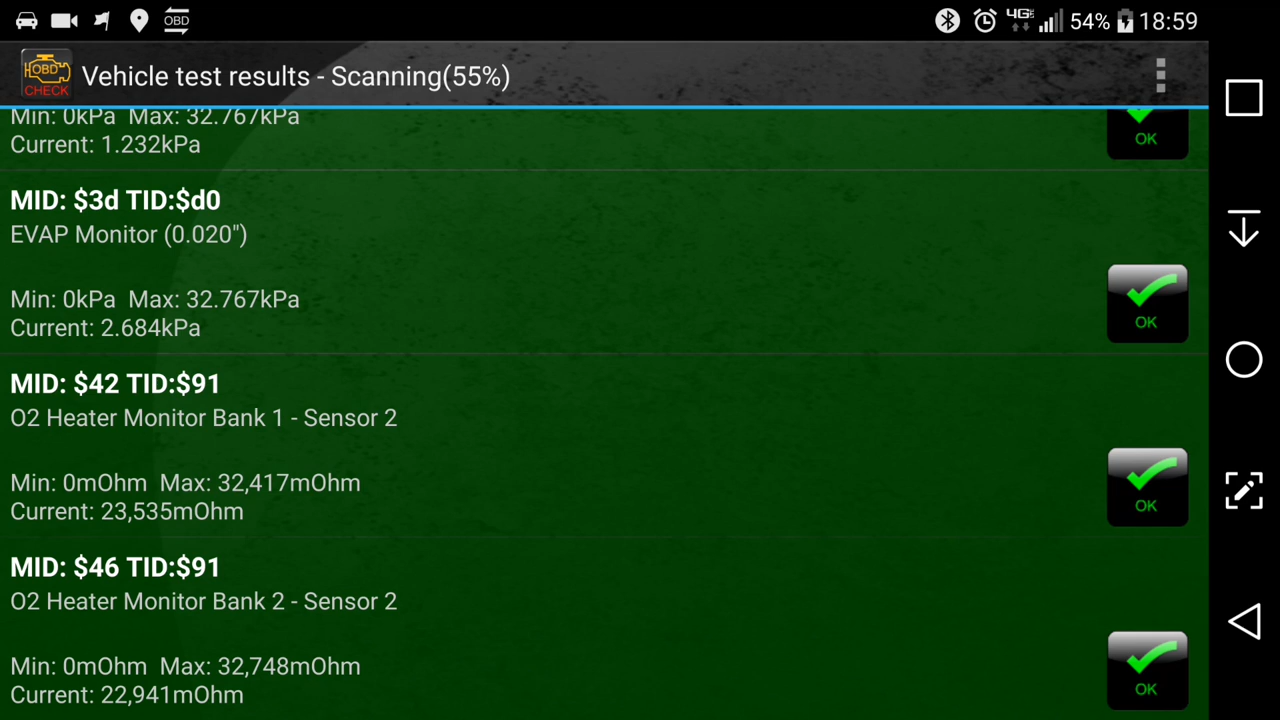 OBD
4G
54%
18:59
OBD
CHECK
Vehicle test results - Scanning(55%)
Min: 0kPa  Max: 32.767kPa
Current: 1.232kPa
OK
MID: $3d TID:$d0
EVAP Monitor (0.020")
Min: 0kPa  Max: 32.767kPa
Current: 2.684kPa
OK
MID: $42 TID:$91
O2 Heater Monitor Bank 1 - Sensor 2
Min: 0mOhm  Max: 32,417mOhm
Current: 23,535mOhm
OK
MID: $46 TID:$91
O2 Heater Monitor Bank 2 - Sensor 2
Min: 0mOhm  Max: 32,748mOhm
Current: 22,941mOhm
OK